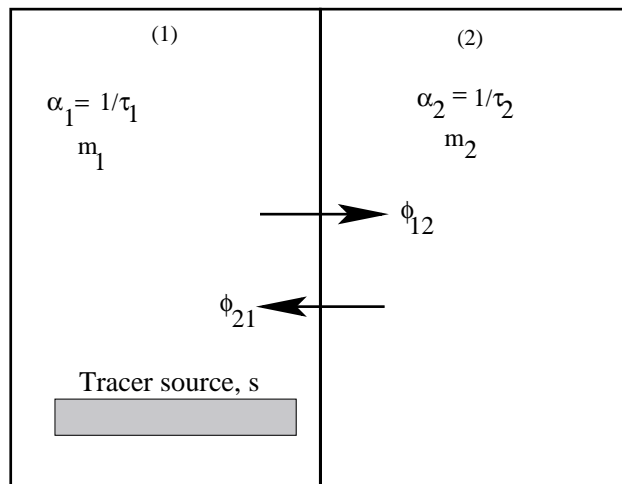 (1)
(2)
α₁ = 1/τ₁
m₁
α₂ = 1/τ₂
m₂
ϕ₁₂
ϕ₂₁
Tracer source, s